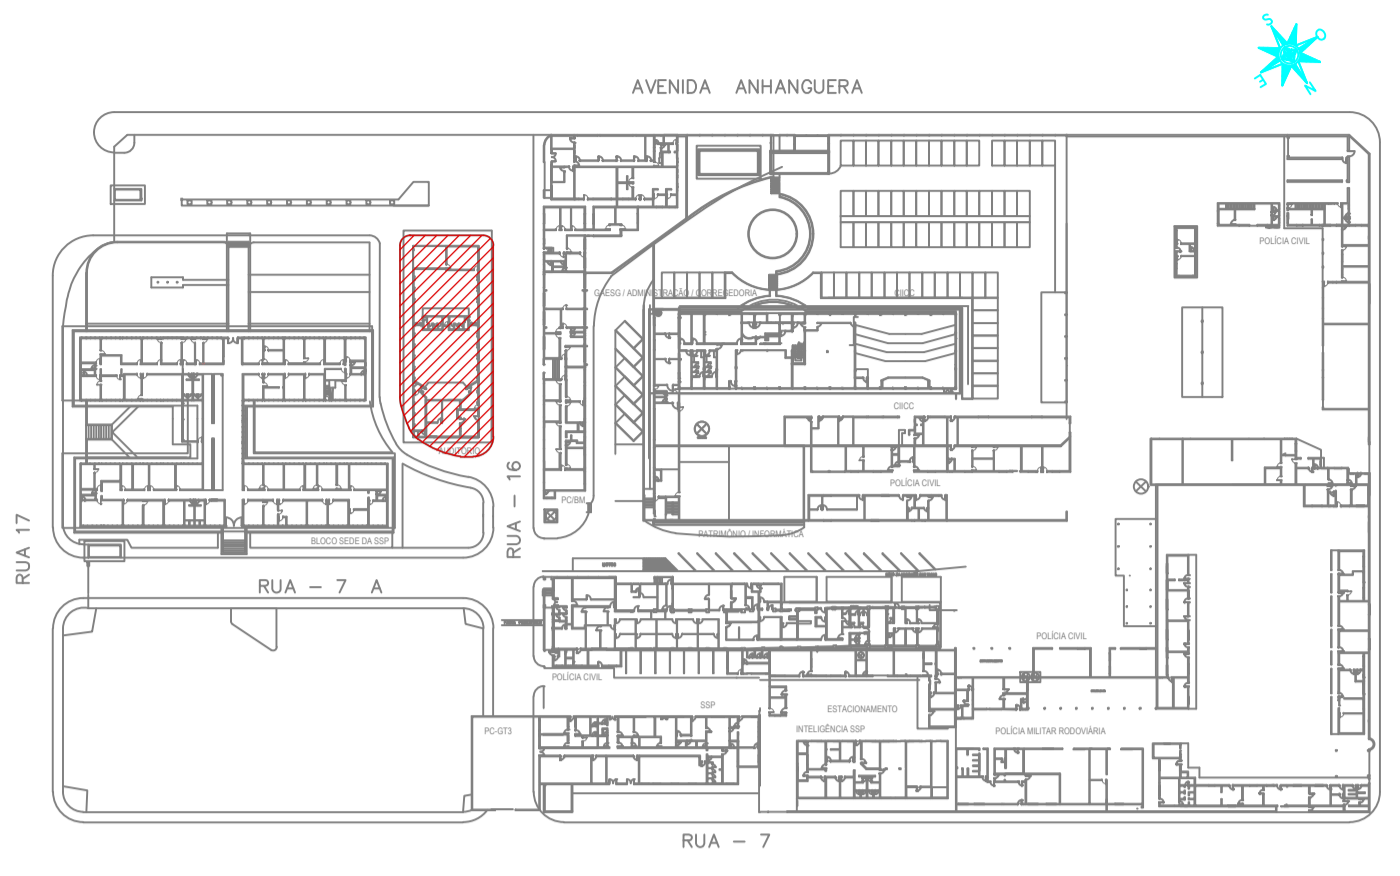 S
O
E
N
AVENIDA ANHANGUERA
POLÍCIA CIVIL
GAESG / ADMINISTRAÇÃO / CORREGEDORIA
CIICC
CIICC
AUDITÓRIO
RUA - 16
POLÍCIA CIVIL
PC/BM
RUA 17
BLOCO SEDE DA SSP
PATRIMÔNIO / INFORMÁTICA
RUA - 7 A
POLÍCIA CIVIL
POLÍCIA CIVIL
SSP
ESTACIONAMENTO
PC-GT3
INTELIGÊNCIA SSP
POLÍCIA MILITAR RODOVIÁRIA
RUA - 7